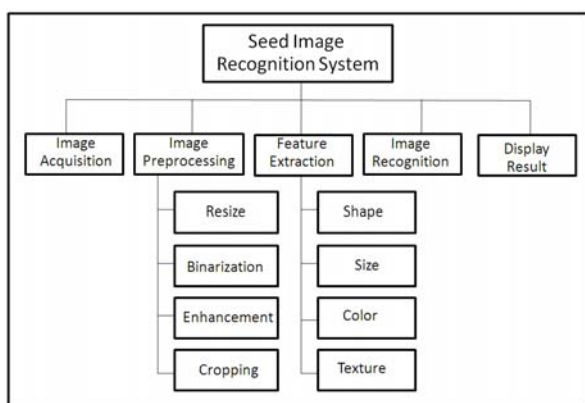 Seed Image
Recognition System
Image
Acquisition
Image
Preprocessing
Feature
Extraction
Image
Recognition
Display
Result
Resize
Binarization
Enhancement
Cropping
Shape
Size
Color
Texture